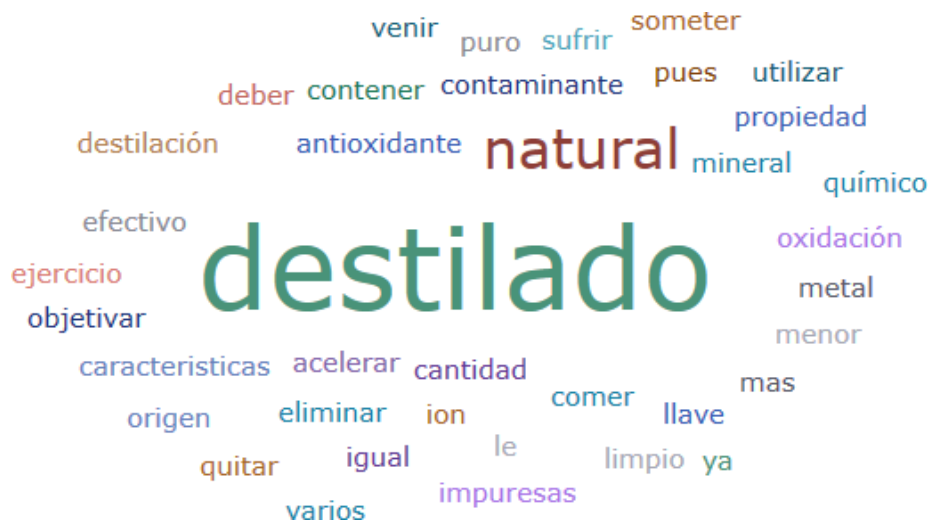 venir puro sufrir someter
deber contener contaminante pues utilizar
destilación antioxidante natural mineral propiedad
químico
efectivo destilado oxidación
ejercicio metal
objetivar menor
caracteristicas acelerar cantidad mas
origen eliminar ion comer llave
quitar igual le limpio ya
varios impuresas